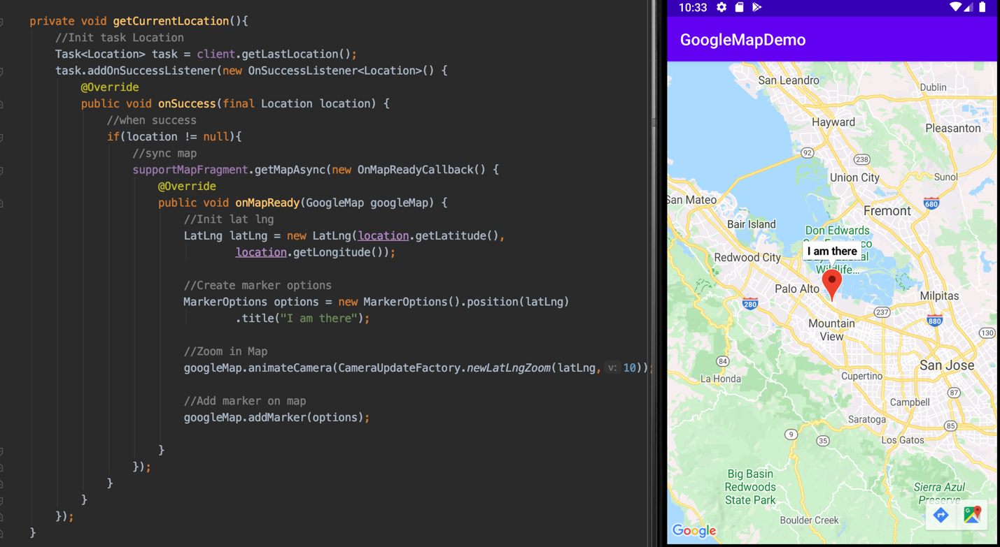 private void getCurrentLocation(){
//Init task Location
Task<Location> task = client.getLastLocation();
task.addOnSuccessListener(new OnSuccessListener<Location>() {
@Override
public void onSuccess(final Location location) {
//when success
if(location != null){
//sync map
supportMapFragment.getMapAsync(new OnMapReadyCallback() {
@Override
public void onMapReady(GoogleMap googleMap) {
//Init lat lng
LatLng latLng = new LatLng(location.getLatitude(),
location.getLongitude());
//Create marker options
MarkerOptions options = new MarkerOptions().position(latLng)
.title("I am there");
//Zoom in Map
googleMap.animateCamera(CameraUpdateFactory.newLatLngZoom(latLng, v: 10));
//Add marker on map
googleMap.addMarker(options);
}
});
}
}
});
}
10:33
GoogleMapDemo
San Leandro
Dublin
Hayward
Pleasanton
92
238
Union City
Sunol
San Mateo
680
Fremont
Bair Island
Don Edwards
I am there
Redwood City
Wildlife...
Palo Alto
Milpitas
280
237
880
Mountain
View
130
84
San Jose
La Honda
Cupertino
87
Campbell
Saratoga
85
9
35
Los Gatos
Big Basin
Redwoods
State Park
Sierra Azul
Preserve
Boulder Creek
Google